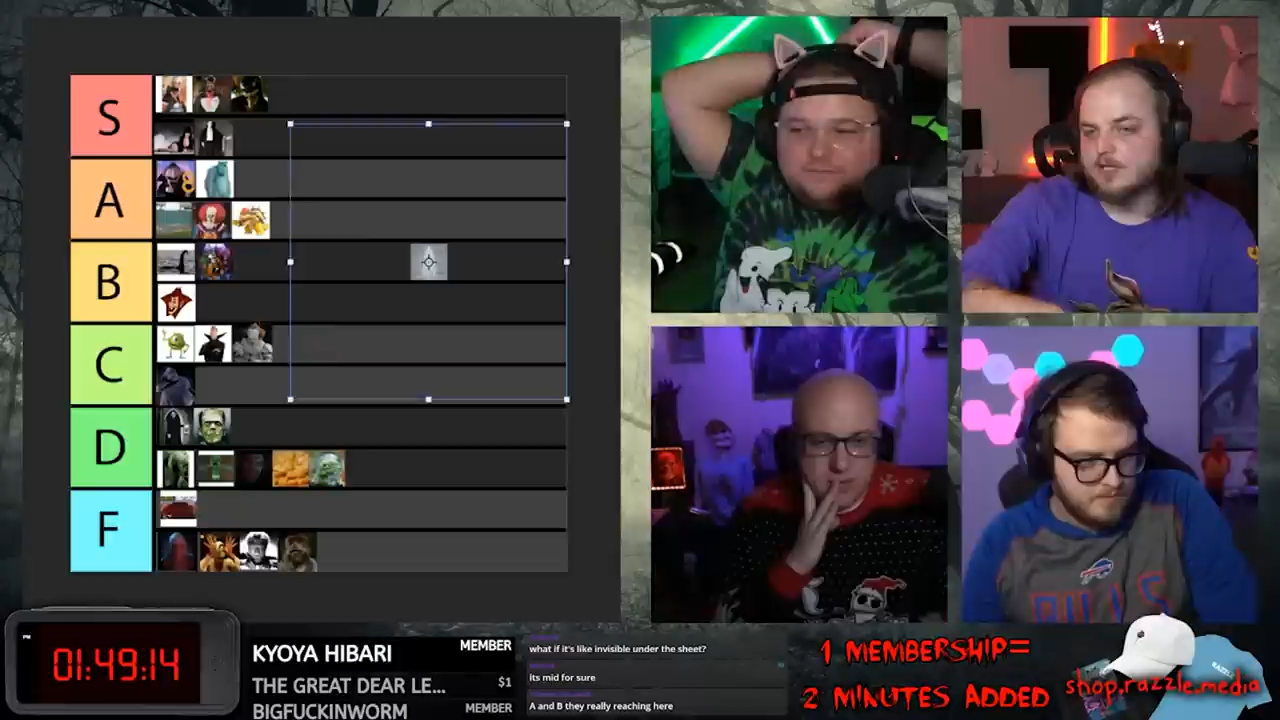 S
A
B
C
D
F
01:49:14
KYOYA HIBARI MEMBER
THE GREAT DEAR LE... $1
BIGFUCKINWORM MEMBER
what if it's like invisible under the sheet?
its mid for sure
A and B they really reaching here
1 MEMBERSHIP=
2 MINUTES ADDED
shop.razzle.media
BILLS